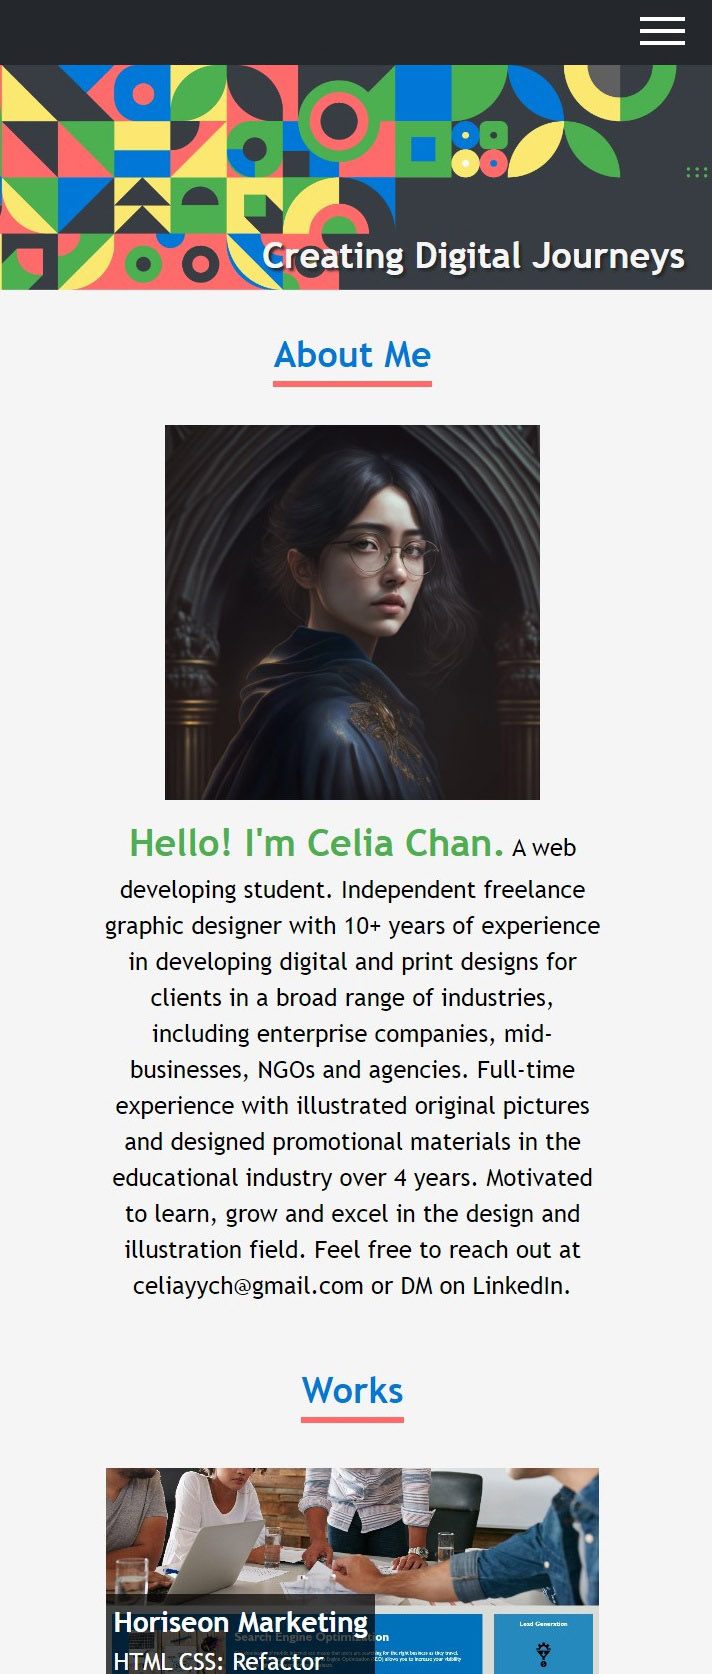 Creating Digital Journeys
About Me
Hello! I'm Celia Chan. A web
developing student. Independent freelance
graphic designer with 10+ years of experience
in developing digital and print designs for
clients in a broad range of industries,
including enterprise companies, mid-
businesses, NGOs and agencies. Full-time
experience with illustrated original pictures
and designed promotional materials in the
educational industry over 4 years. Motivated
to learn, grow and excel in the design and
illustration field. Feel free to reach out at
celiayych@gmail.com or DM on LinkedIn.
Works
Horiseon Marketing
Search Engine Optimization
Lead Generation
HTML CSS: Refactor